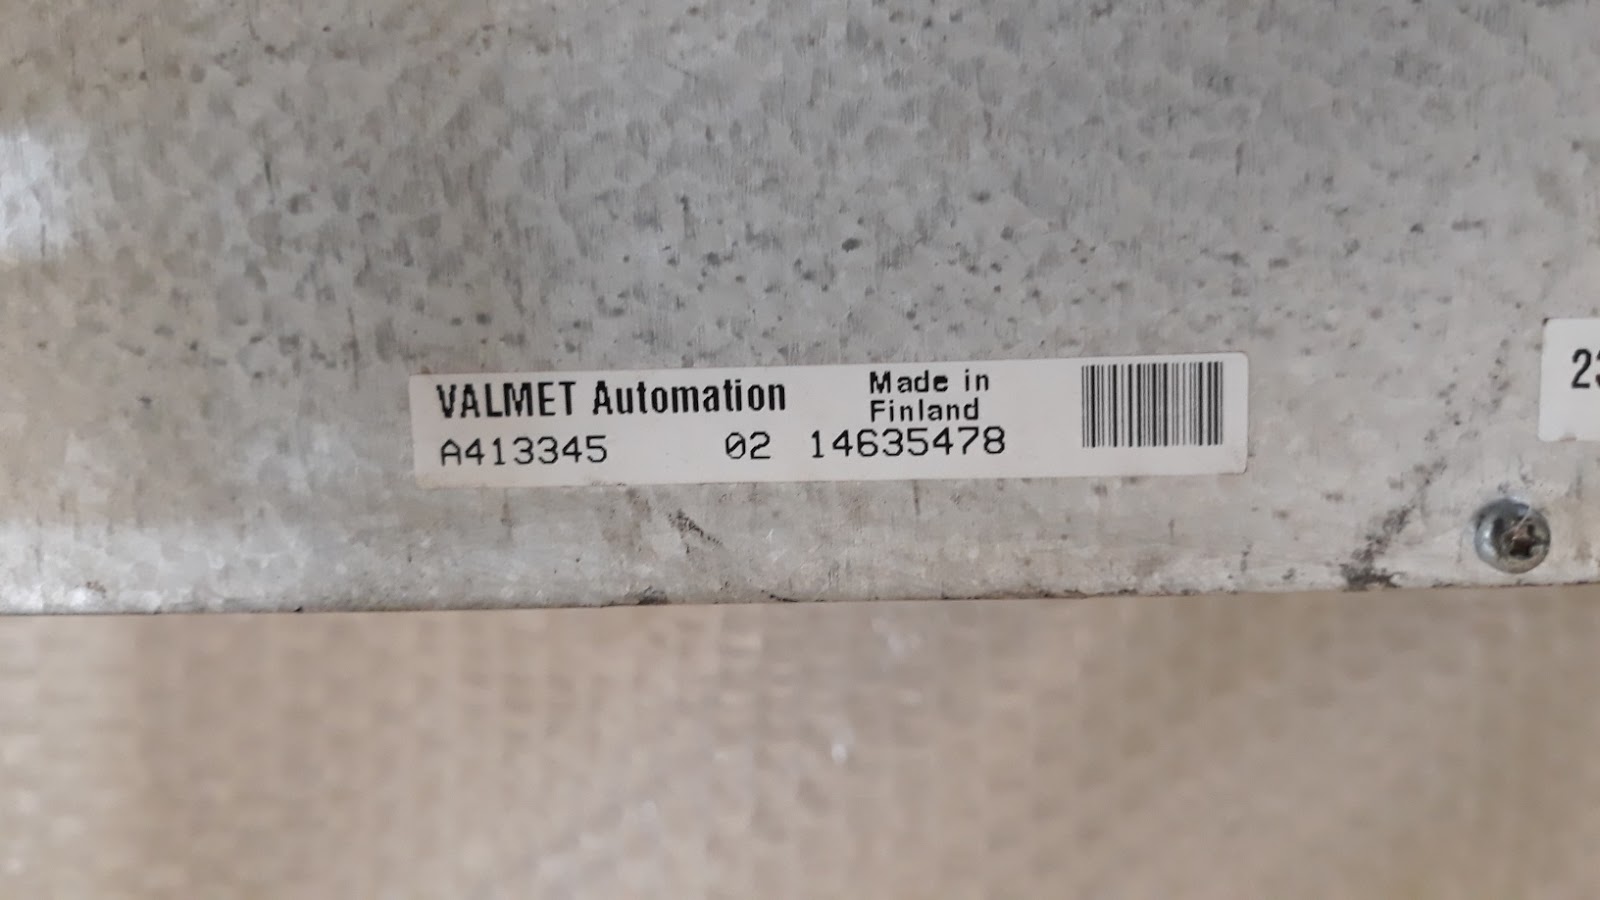 VALMET Automation Made in
Finland
A413345 02 14635478